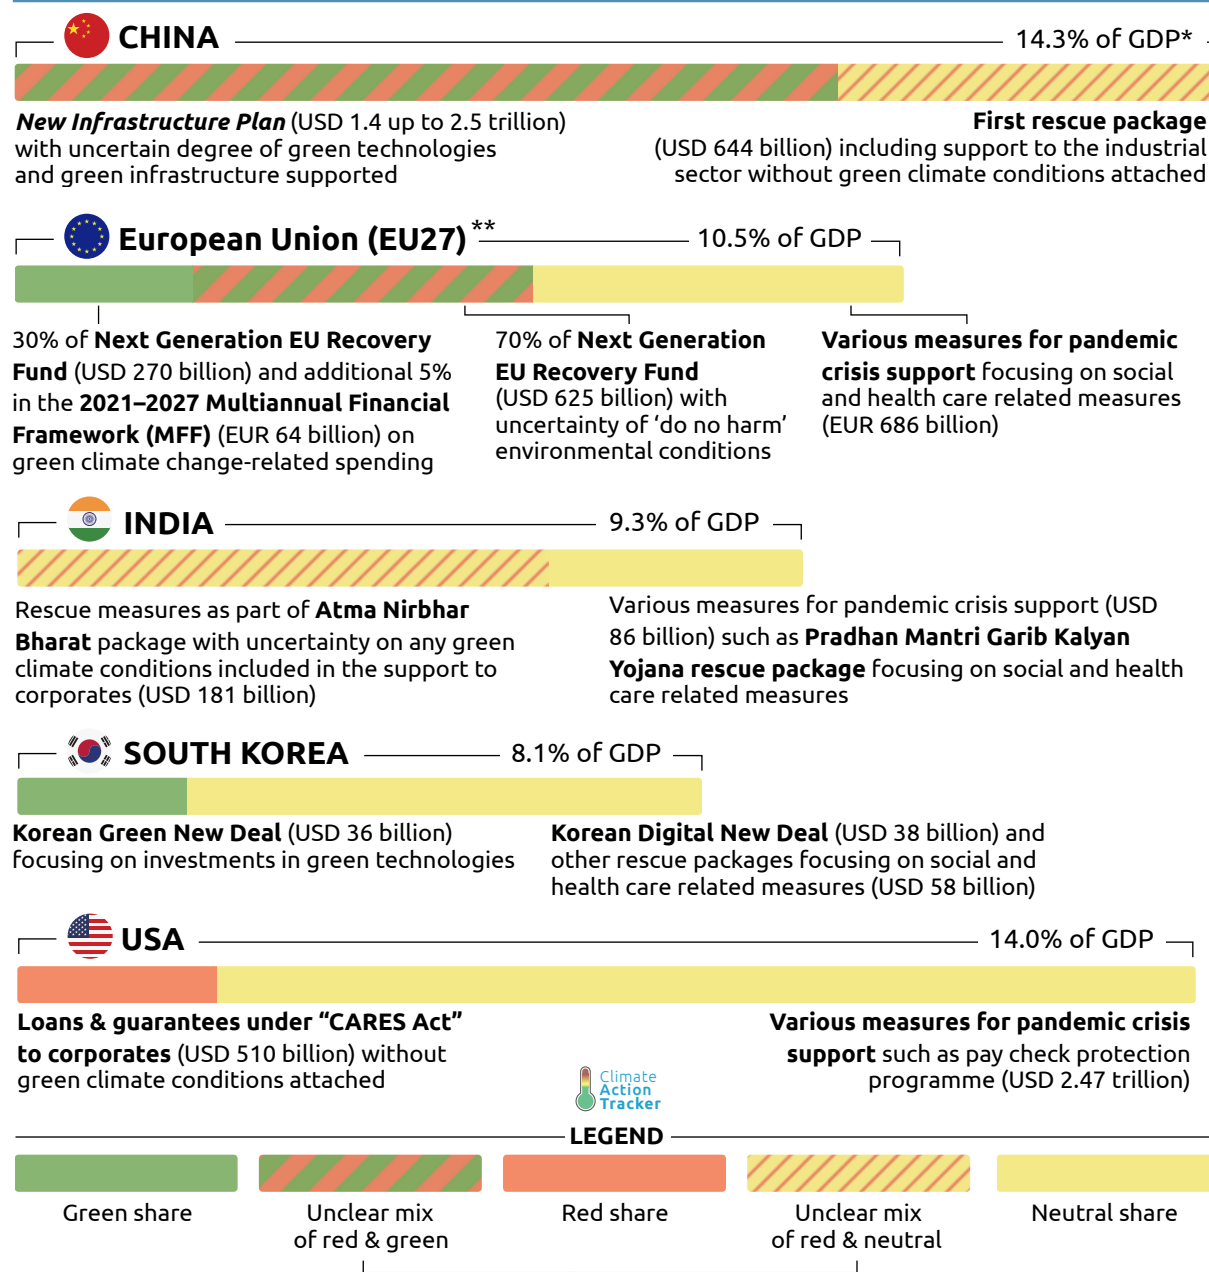 CHINA
14.3% of GDP*
New Infrastructure Plan (USD 1.4 up to 2.5 trillion)
with uncertain degree of green technologies
and green infrastructure supported
First rescue package
(USD 644 billion) including support to the industrial
sector without green climate conditions attached
European Union (EU27)**
10.5% of GDP
30% of Next Generation EU Recovery
Fund (USD 270 billion) and additional 5%
in the 2021–2027 Multiannual Financial
Framework (MFF) (EUR 64 billion) on
green climate change-related spending
70% of Next Generation
EU Recovery Fund
(USD 625 billion) with
uncertainty of ‘do no harm’
environmental conditions
Various measures for pandemic
crisis support focusing on social
and health care related measures
(EUR 686 billion)
INDIA
9.3% of GDP
Rescue measures as part of Atma Nirbhar
Bharat package with uncertainty on any green
climate conditions included in the support to
corporates (USD 181 billion)
Various measures for pandemic crisis support (USD
86 billion) such as Pradhan Mantri Garib Kalyan
Yojana rescue package focusing on social and health
care related measures
SOUTH KOREA
8.1% of GDP
Korean Green New Deal (USD 36 billion)
focusing on investments in green technologies
Korean Digital New Deal (USD 38 billion) and
other rescue packages focusing on social and
health care related measures (USD 58 billion)
USA
14.0% of GDP
Loans & guarantees under “CARES Act”
to corporates (USD 510 billion) without
green climate conditions attached
Various measures for pandemic crisis
support such as pay check protection
programme (USD 2.47 trillion)
Climate
Action
Tracker
LEGEND
Green share
Unclear mix
of red & green
Red share
Unclear mix
of red & neutral
Neutral share